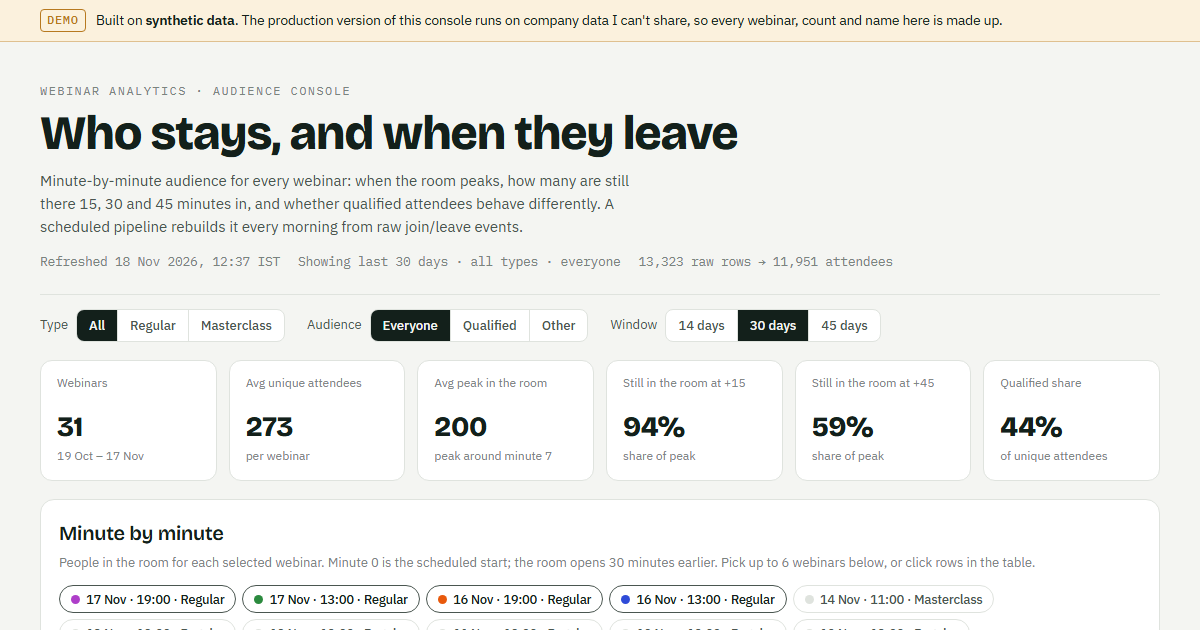 DEMO Built on synthetic data. The production version of this console runs on company data I can't share, so every webinar, count and name here is made up.
WEBINAR ANALYTICS · AUDIENCE CONSOLE
Who stays, and when they leave
Minute-by-minute audience for every webinar: when the room peaks, how many are still
there 15, 30 and 45 minutes in, and whether qualified attendees behave differently. A
scheduled pipeline rebuilds it every morning from raw join/leave events.
Refreshed 18 Nov 2026, 12:37 IST Showing last 30 days · all types · everyone 13,323 raw rows → 11,951 attendees
Type All Regular Masterclass Audience Everyone Qualified Other Window 14 days 30 days 45 days
Webinars
31
19 Oct – 17 Nov
Avg unique attendees
273
per webinar
Avg peak in the room
200
peak around minute 7
Still in the room at +15
94%
share of peak
Still in the room at +45
59%
share of peak
Qualified share
44%
of unique attendees
Minute by minute
People in the room for each selected webinar. Minute 0 is the scheduled start; the room opens 30 minutes earlier. Pick up to 6 webinars below, or click rows in the table.
17 Nov · 19:00 · Regular 17 Nov · 13:00 · Regular 16 Nov · 19:00 · Regular 16 Nov · 13:00 · Regular 14 Nov · 11:00 · Masterclass